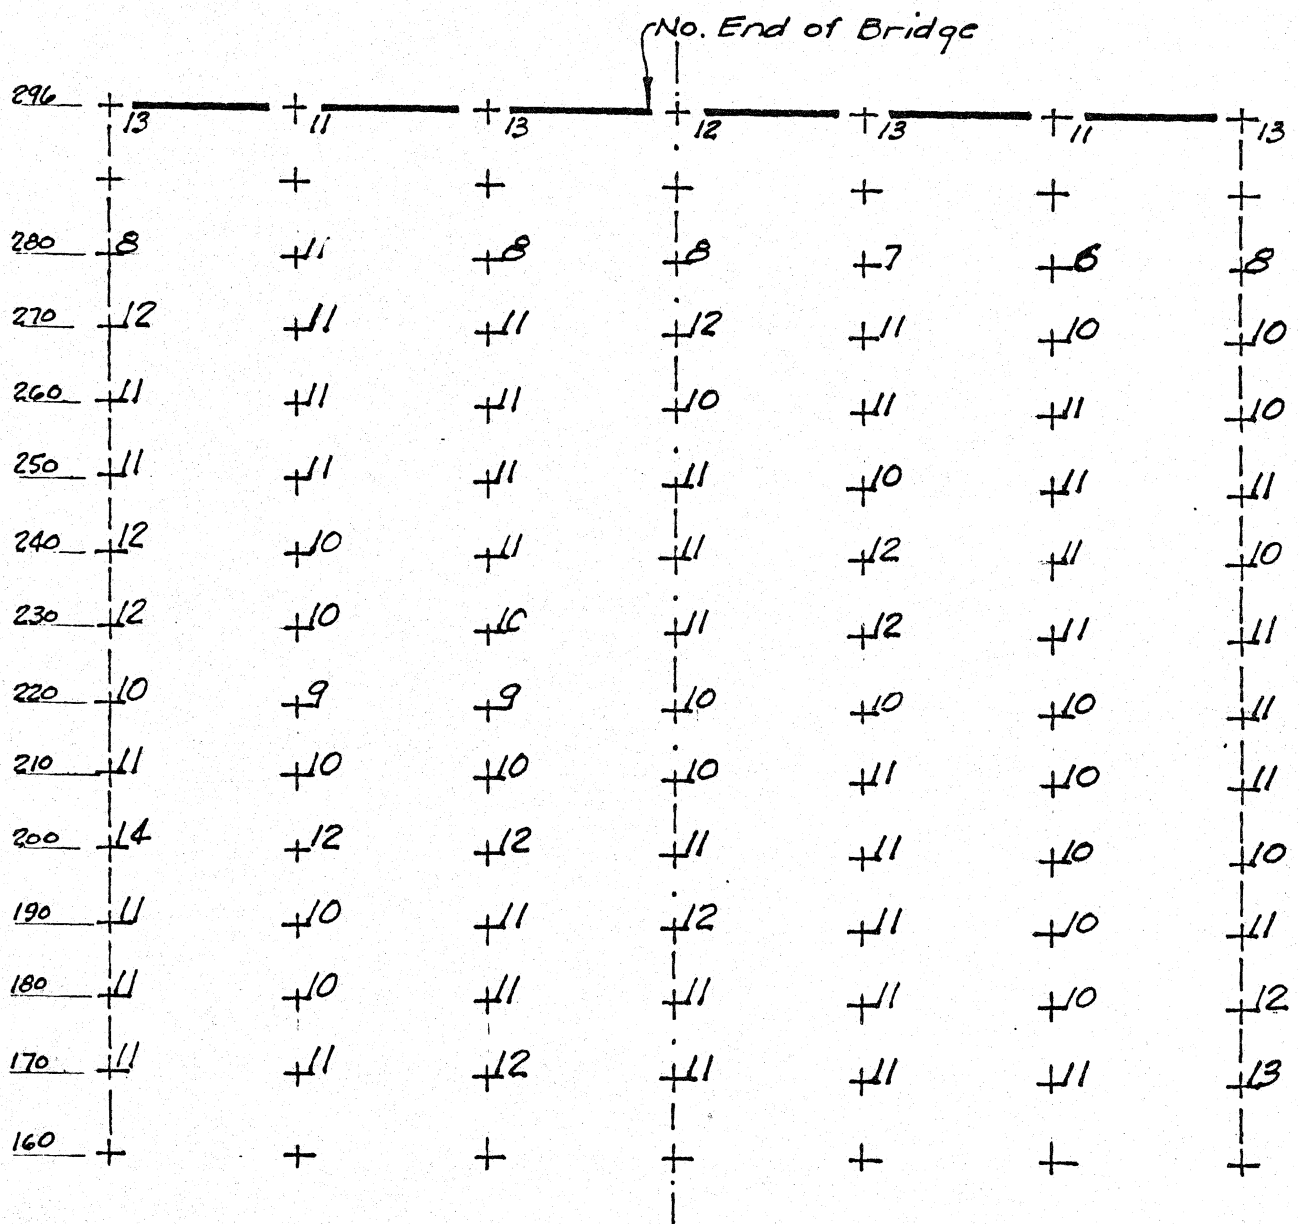 No. End of Bridge
296 13 11 13 12 13 11 13
280 8 11 8 8 7 6 8
270 12 11 11 12 11 10 10
260 11 11 11 10 11 11 10
250 11 11 11 11 10 11 11
240 12 10 11 11 12 11 10
230 12 10 10 11 12 11 11
220 10 9 9 10 10 10 11
210 11 10 10 10 11 10 11
200 14 12 12 11 11 10 10
190 11 10 11 12 11 10 11
180 11 10 11 11 11 10 12
170 11 11 12 11 11 11 13
160